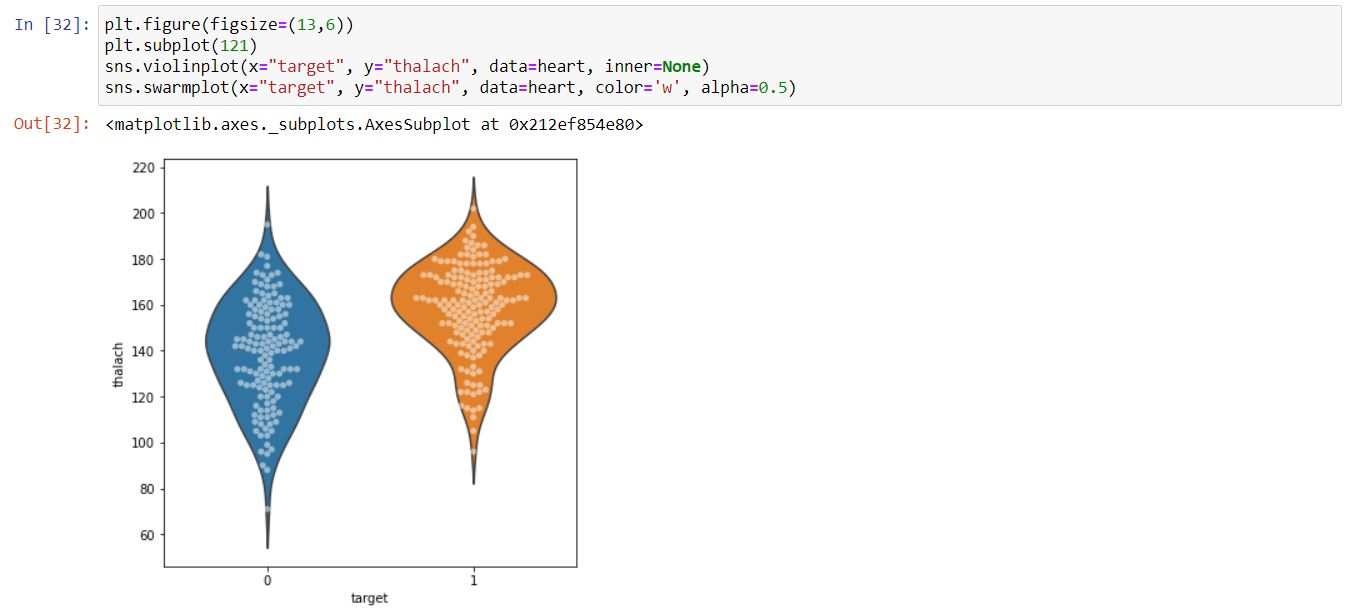 In [32]: plt.figure(figsize=(13,6))
plt.subplot(121)
sns.violinplot(x="target", y="thalach", data=heart, inner=None)
sns.swarmplot(x="target", y="thalach", data=heart, color='w', alpha=0.5)
Out[32]: <matplotlib.axes._subplots.AxesSubplot at 0x212ef854e80>
220
200
180
160
140
120
100
80
60
thalach
0 1
target